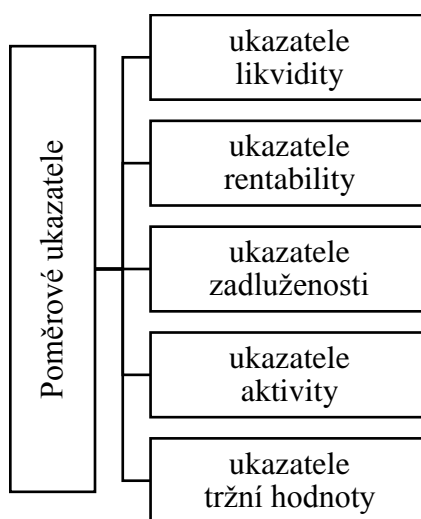 Poměrové ukazatele
ukazatele
likvidity
ukazatele
rentability
ukazatele
zadluženosti
ukazatele
aktivity
ukazatele
tržní hodnoty